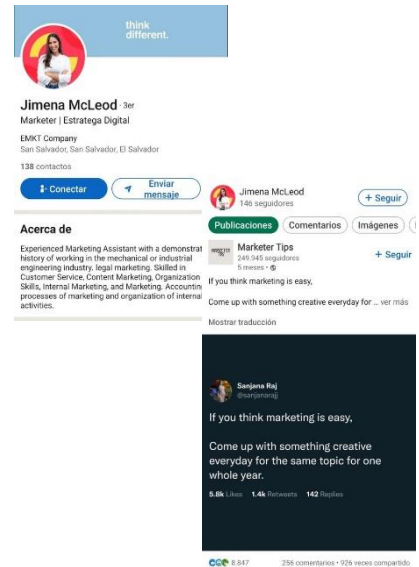 think
different.
Jimena McLeod · 3er
Marketer | Estratega Digital
EMKT Company
San Salvador, San Salvador, El Salvador
138 contactos
Conectar
Enviar
mensaje
Acerca de
Experienced Marketing Assistant with a demonstrat
history of working in the mechanical or industrial
engineering industry. legal marketing. Skilled in
Customer Service, Content Marketing, Organization
Skills, Internal Marketing, and Marketing. Accountin
processes of marketing and organization of internal
activities.
Jimena McLeod
146 seguidores
+ Seguir
Publicaciones
Comentarios
Imágenes
Marketer Tips
249.945 seguidores
5 meses •
+ Seguir
If you think marketing is easy,
Come up with something creative everyday for ... ver más
Mostrar traducción
Sanjana Raj
@sanjanarajj
If you think marketing is easy,
Come up with something creative
everyday for the same topic for one
whole year.
5.8k Likes 1.4k Retweets 142 Replies
8.847
256 comentarios • 926 veces compartido